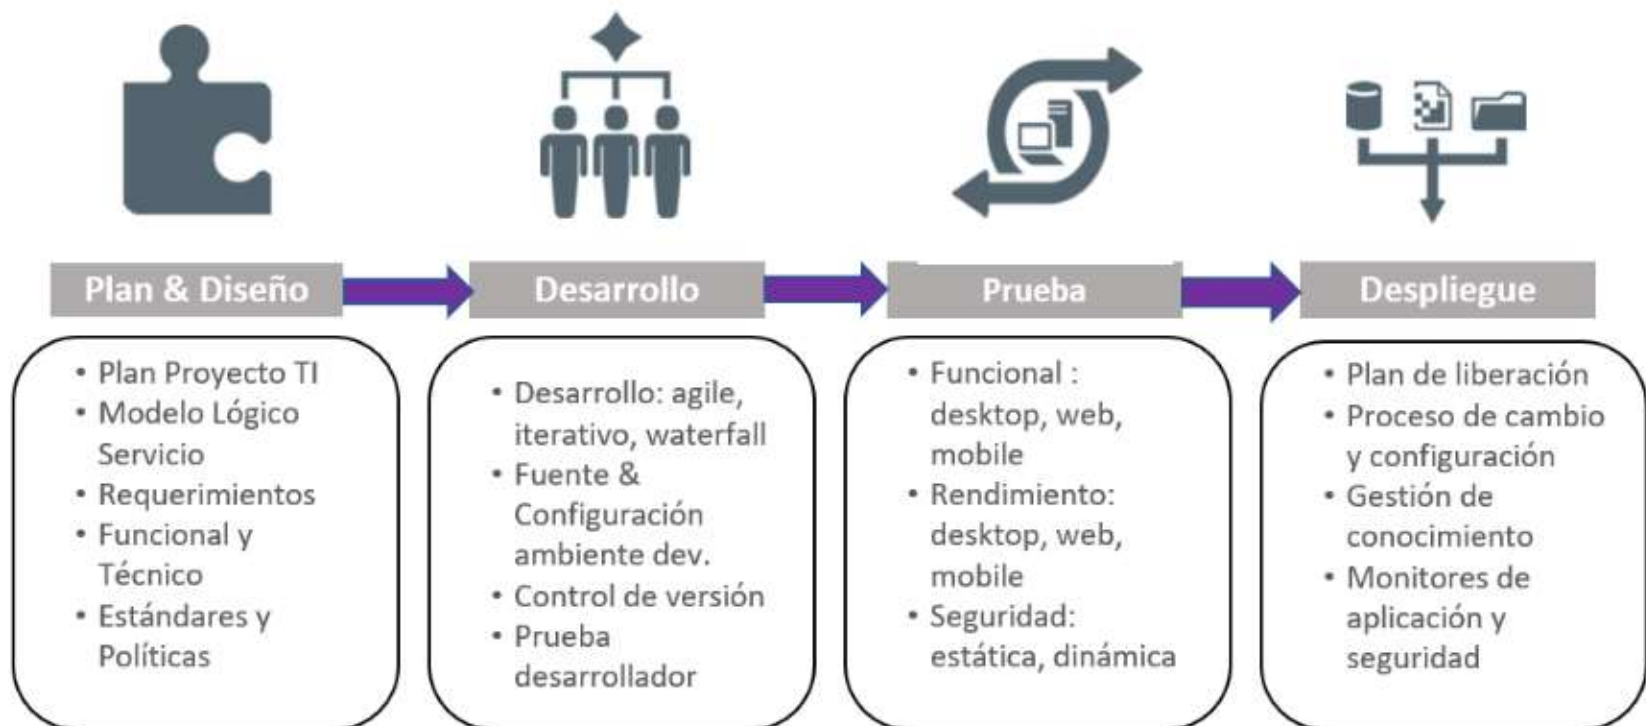 Plan & Diseño
Desarrollo
Prueba
Despliegue
• Plan Proyecto TI
• Modelo Lógico
Servicio
• Requerimientos
• Funcional y
Técnico
• Estándares y
Políticas
• Desarrollo: agile,
iterativo, waterfall
• Fuente &
Configuración
ambiente dev.
• Control de versión
• Prueba
desarrollador
• Funcional :
desktop, web,
mobile
• Rendimiento:
desktop, web,
mobile
• Seguridad:
estática, dinámica
• Plan de liberación
• Proceso de cambio
y configuración
• Gestión de
conocimiento
• Monitores de
aplicación y
seguridad